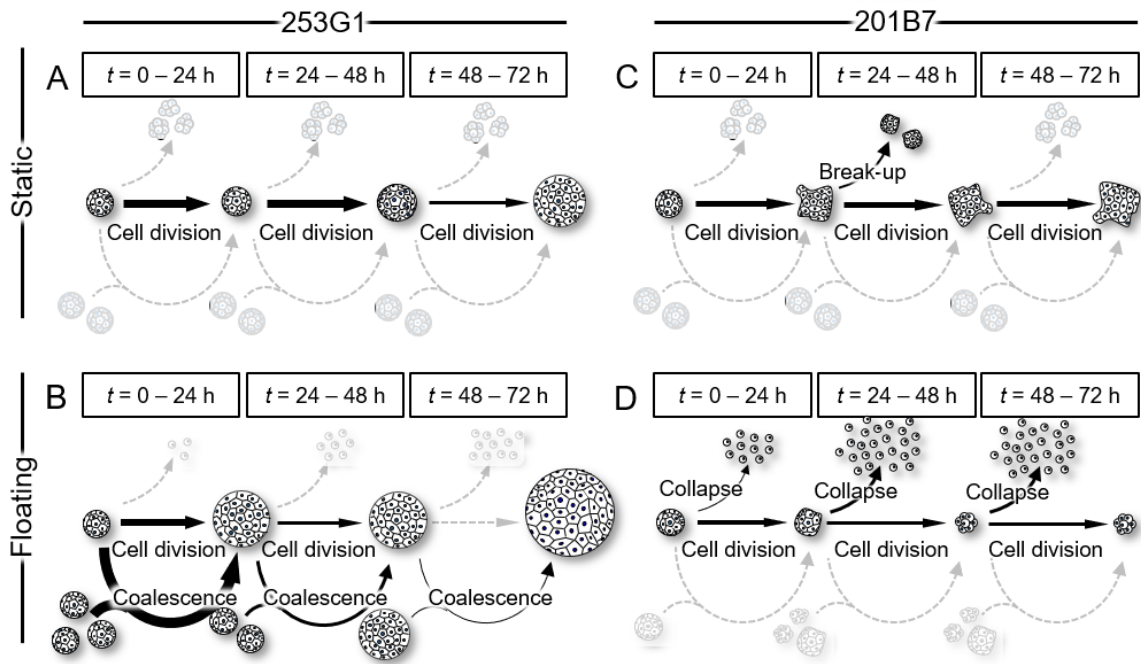 253G1
201B7
Static
A
t = 0 – 24 h
t = 24 – 48 h
t = 48 – 72 h
Cell division
Cell division
Cell division
C
t = 0 – 24 h
t = 24 – 48 h
t = 48 – 72 h
Break-up
Cell division
Cell division
Cell division
Floating
B
t = 0 – 24 h
t = 24 – 48 h
t = 48 – 72 h
Cell division
Cell division
Coalescence
Coalescence
Coalescence
D
t = 0 – 24 h
t = 24 – 48 h
t = 48 – 72 h
Collapse
Collapse
Collapse
Cell division
Cell division
Cell division